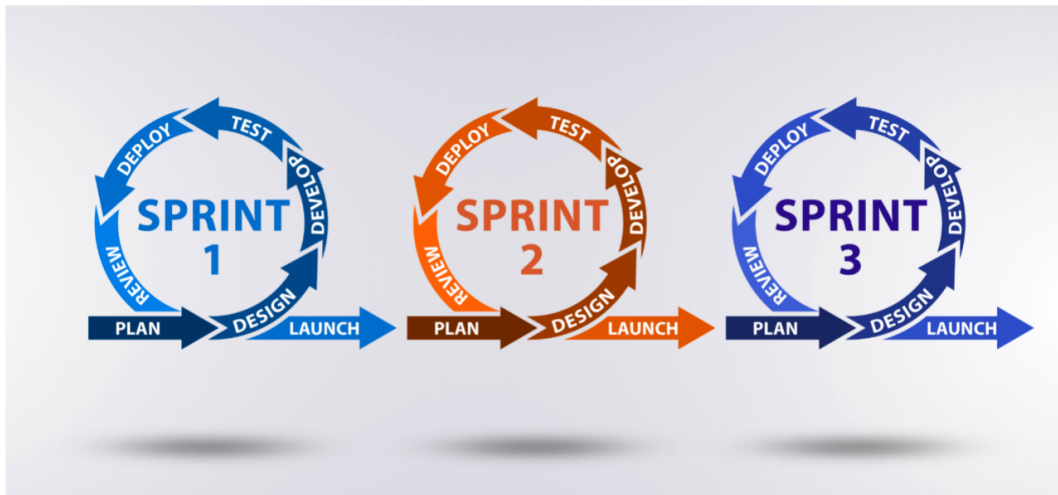 SPRINT
1
PLAN
DESIGN
DEVELOP
TEST
DEPLOY
REVIEW
LAUNCH
SPRINT
2
PLAN
DESIGN
DEVELOP
TEST
DEPLOY
REVIEW
LAUNCH
SPRINT
3
PLAN
DESIGN
DEVELOP
TEST
DEPLOY
REVIEW
LAUNCH